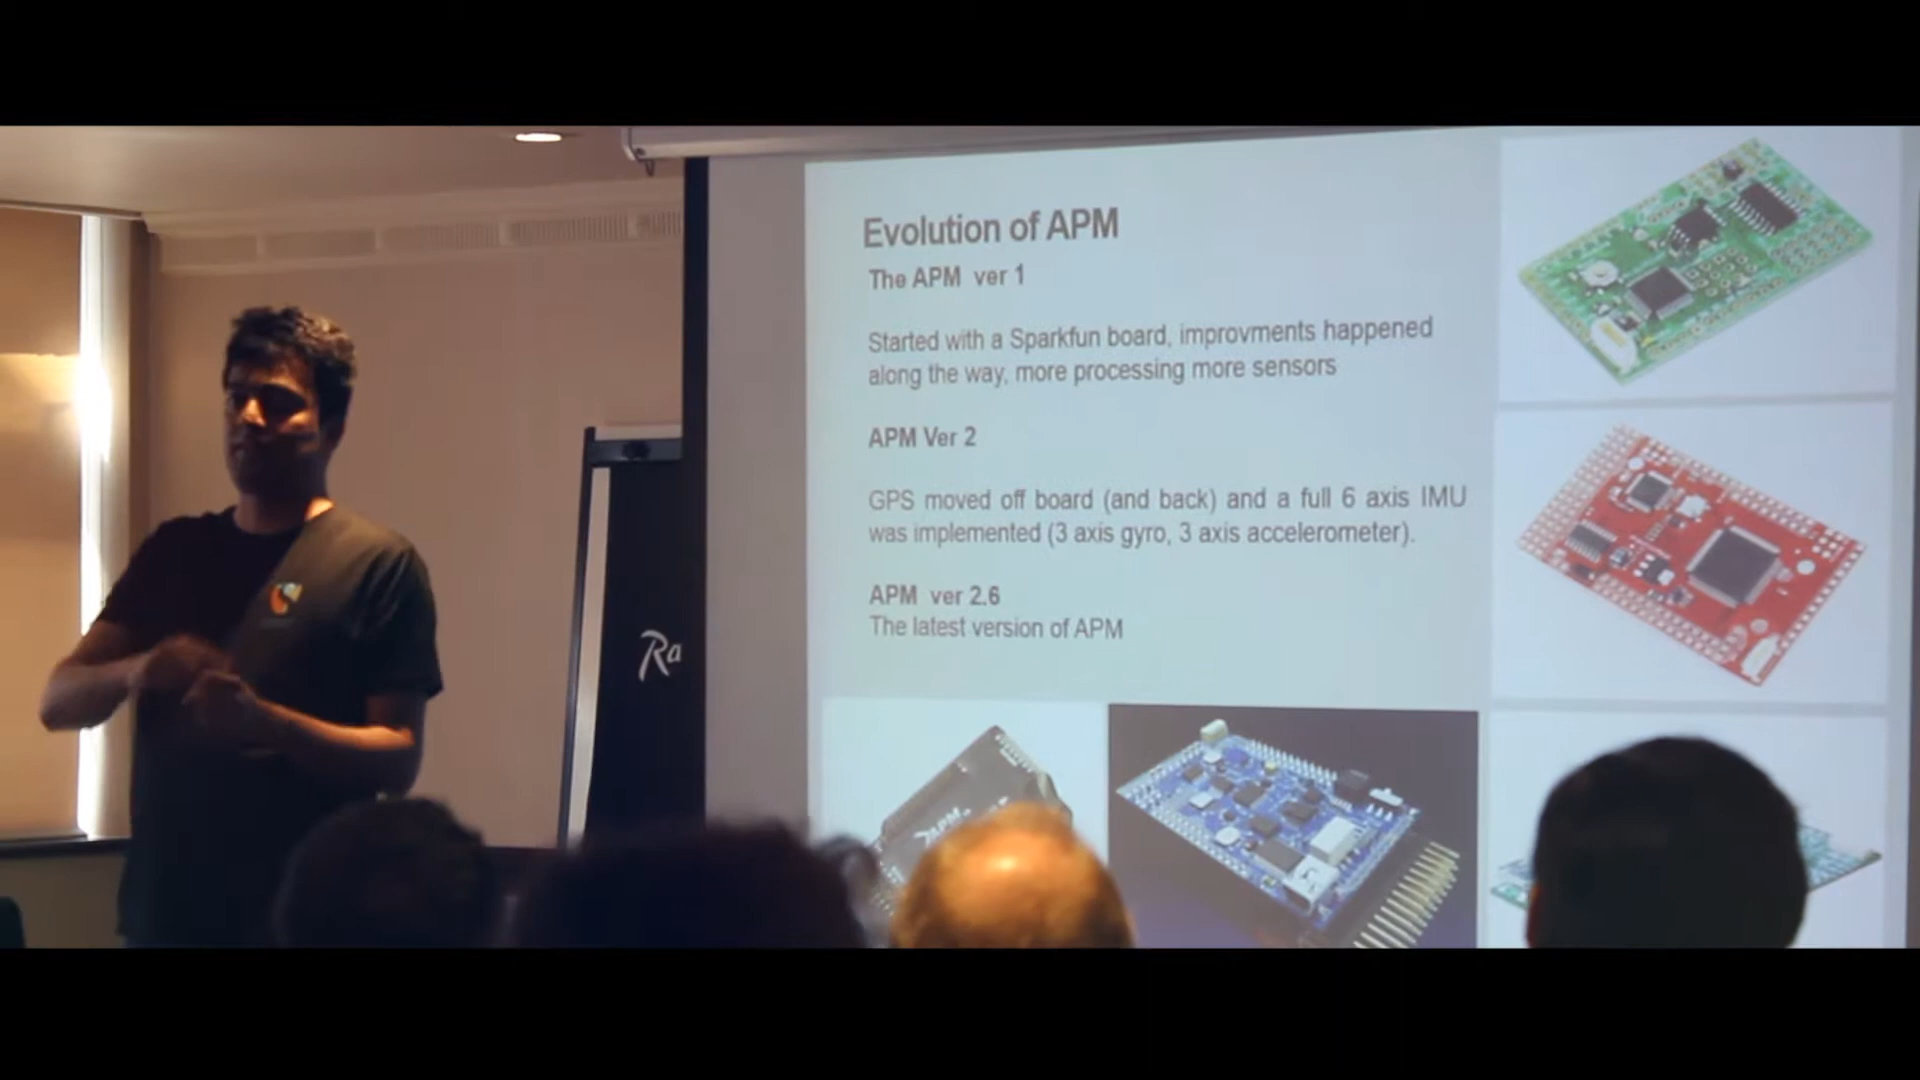 Evolution of APM
The APM ver 1
Started with a Sparkfun board, improvments happened
along the way, more processing more sensors
APM Ver 2
GPS moved off board (and back) and a full 6 axis IMU
was implemented (3 axis gyro, 3 axis accelerometer).
APM ver 2.6
The latest version of APM
Ra
APM